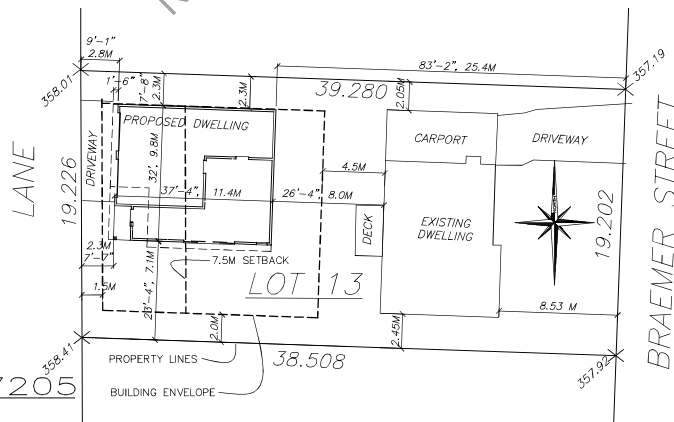 9'-1"
2.8M
83'-2", 25.4M
358.01
357.19
1'-6"
7'-8"
2.3M
2.3M
39.280
2.05M
PROPOSED DWELLING
CARPORT
DRIVEWAY
LANE
19.226
DRIVEWAY
32', 9.8M
4.5M
37'-4", 11.4M
26'-4", 8.0M
DECK
EXISTING
DWELLING
19.202
BRAEMER STREET
2.3M
7'-7"
1.5M
23'-4", 7.1M
7.5M SETBACK
LOT 13
8.53 M
2.0M
2.45M
358.41
PROPERTY LINES
38.508
357.92
BUILDING ENVELOPE
7205